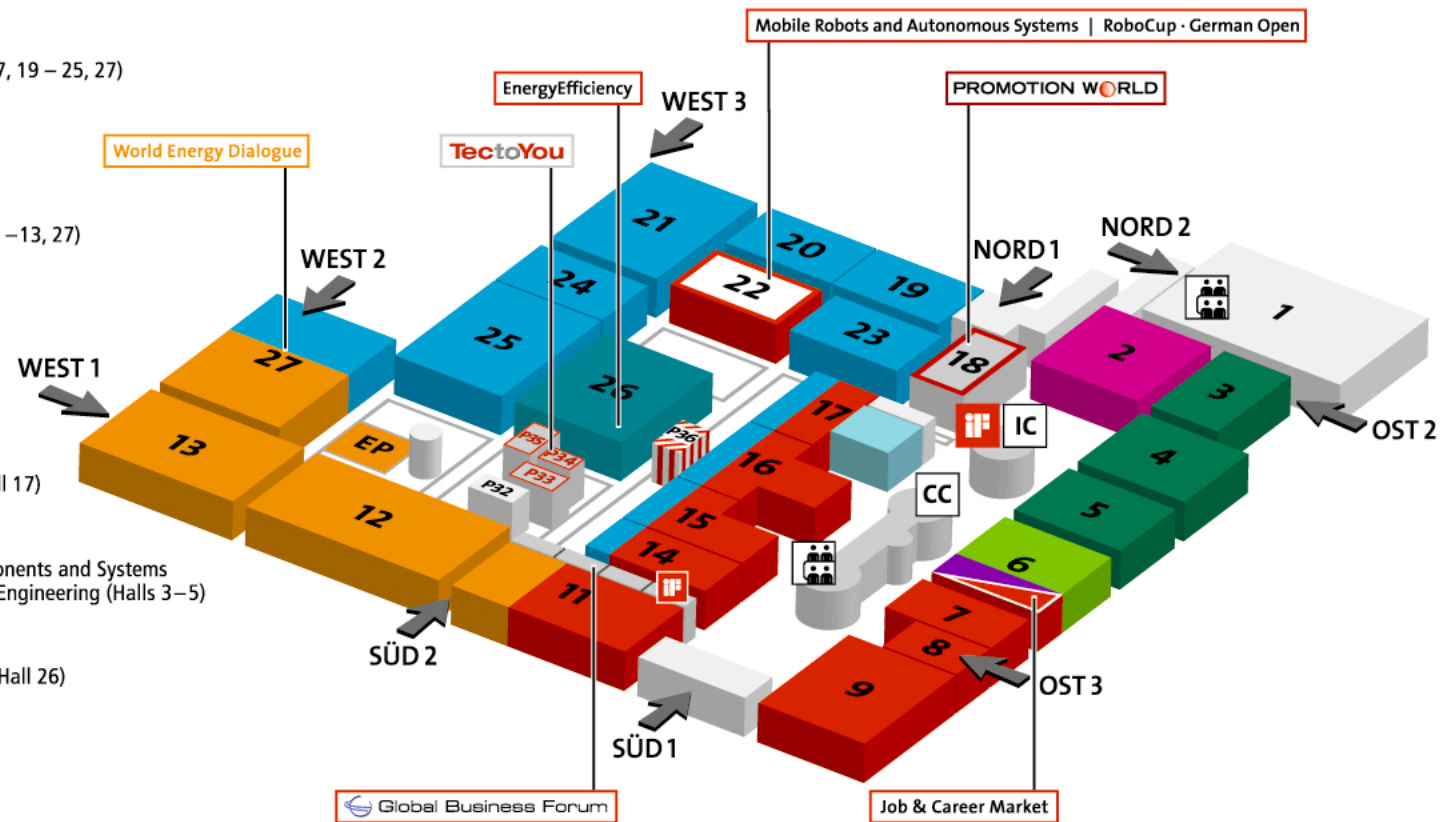 Mobile Robots and Autonomous Systems | RoboCup · German Open
7, 19 – 25, 27)
EnergyEfficiency
PROMOTION WORLD
WEST 3
World Energy Dialogue
TectoYou
21
20
NORD 2
–13, 27)
NORD 1
WEST 2
24
22
19
1
25
23
2
27
18
WEST 1
26
3
17
IC
OST 2
13
EP
P35
P36
P34
16
4
P33
ll 17)
P32
CC
12
15
5
14
6
onents and Systems
Engineering (Halls 3–5)
11
iF
7
SÜD 2
8
Hall 26)
9
OST 3
SÜD 1
Global Business Forum
Job & Career Market